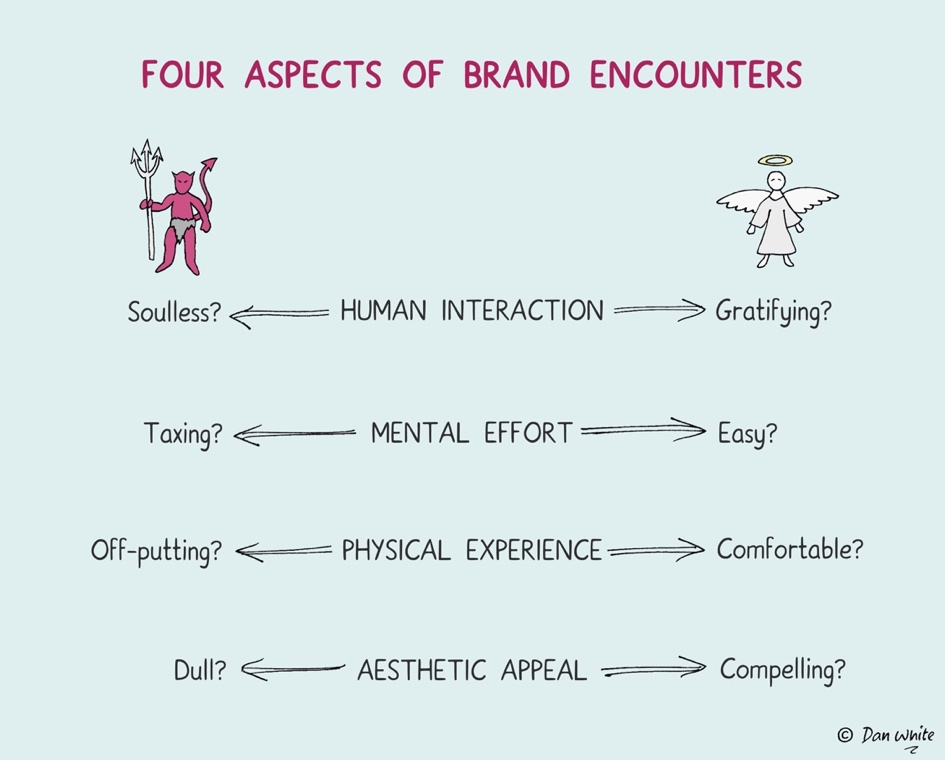 FOUR ASPECTS OF BRAND ENCOUNTERS
Soulless? HUMAN INTERACTION Gratifying?
Taxing? MENTAL EFFORT Easy?
Off-putting? PHYSICAL EXPERIENCE Comfortable?
Dull? AESTHETIC APPEAL Compelling?
© Dan White